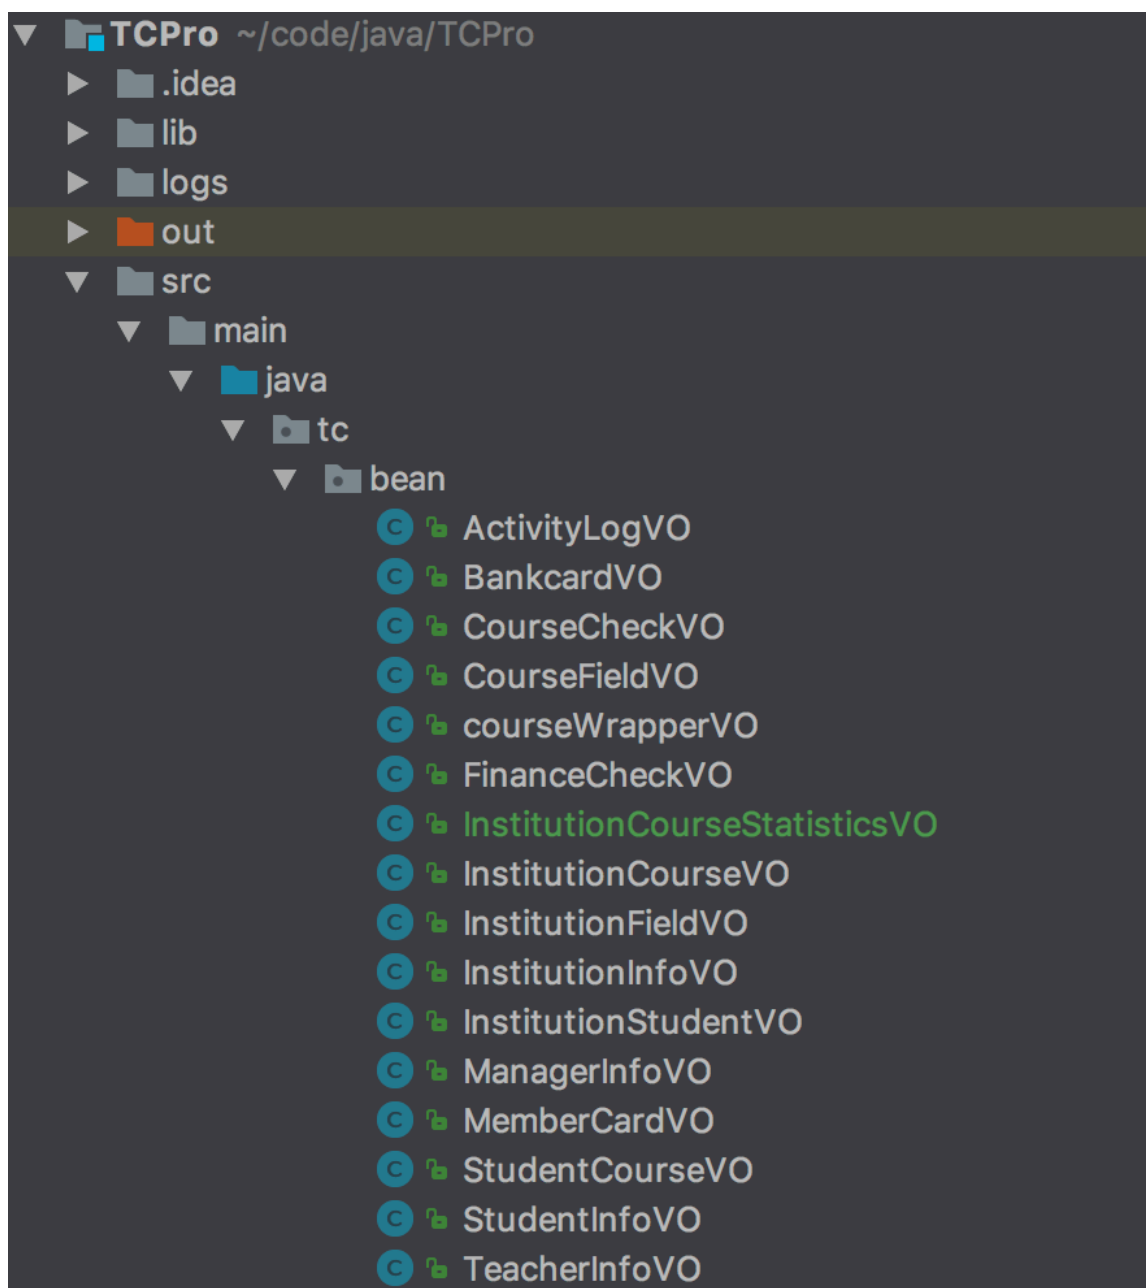 TCPro ~/code/java/TCPro
.idea
lib
logs
out
src
main
java
tc
bean
C ActivityLogVO
C BankcardVO
C CourseCheckVO
C CourseFieldVO
C courseWrapperVO
C FinanceCheckVO
C InstitutionCourseStatisticsVO
C InstitutionCourseVO
C InstitutionFieldVO
C InstitutionInfoVO
C InstitutionStudentVO
C ManagerInfoVO
C MemberCardVO
C StudentCourseVO
C StudentInfoVO
C TeacherInfoVO